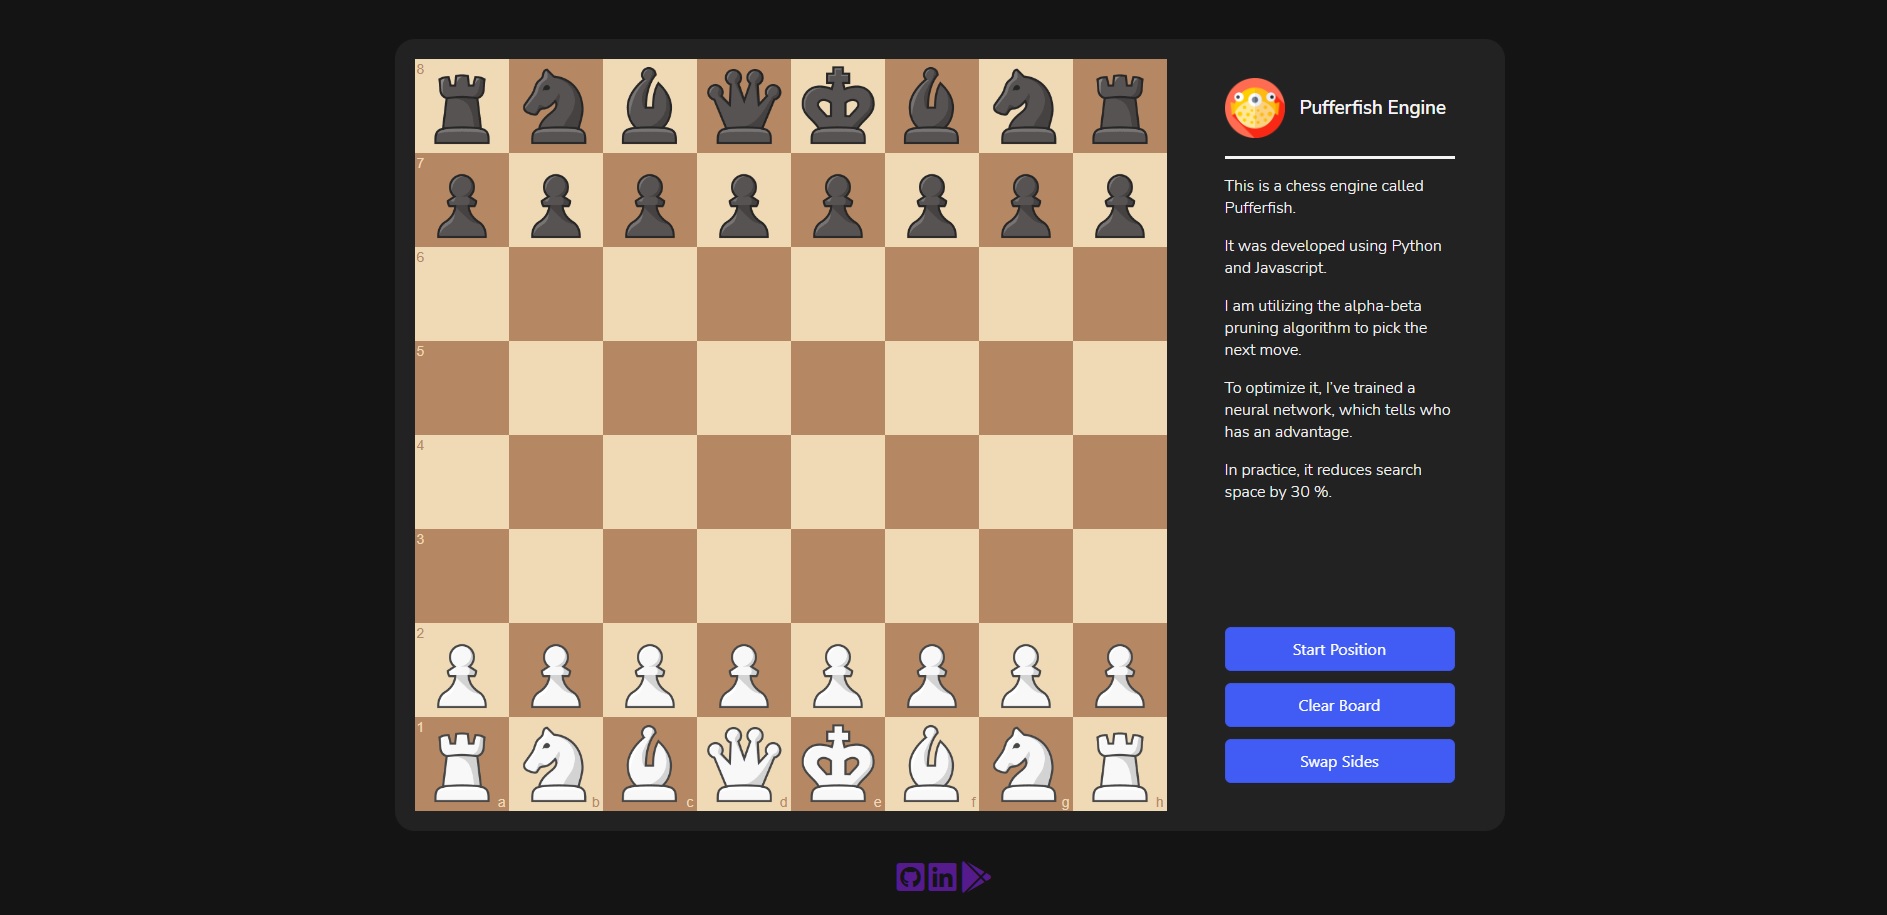 8
7
6
5
4
3
2
1
a b c d e f g h
Pufferfish Engine
This is a chess engine called
Pufferfish.
It was developed using Python
and Javascript.
I am utilizing the alpha-beta
pruning algorithm to pick the
next move.
To optimize it, I've trained a
neural network, which tells who
has an advantage.
In practice, it reduces search
space by 30 %.
Start Position
Clear Board
Swap Sides
in